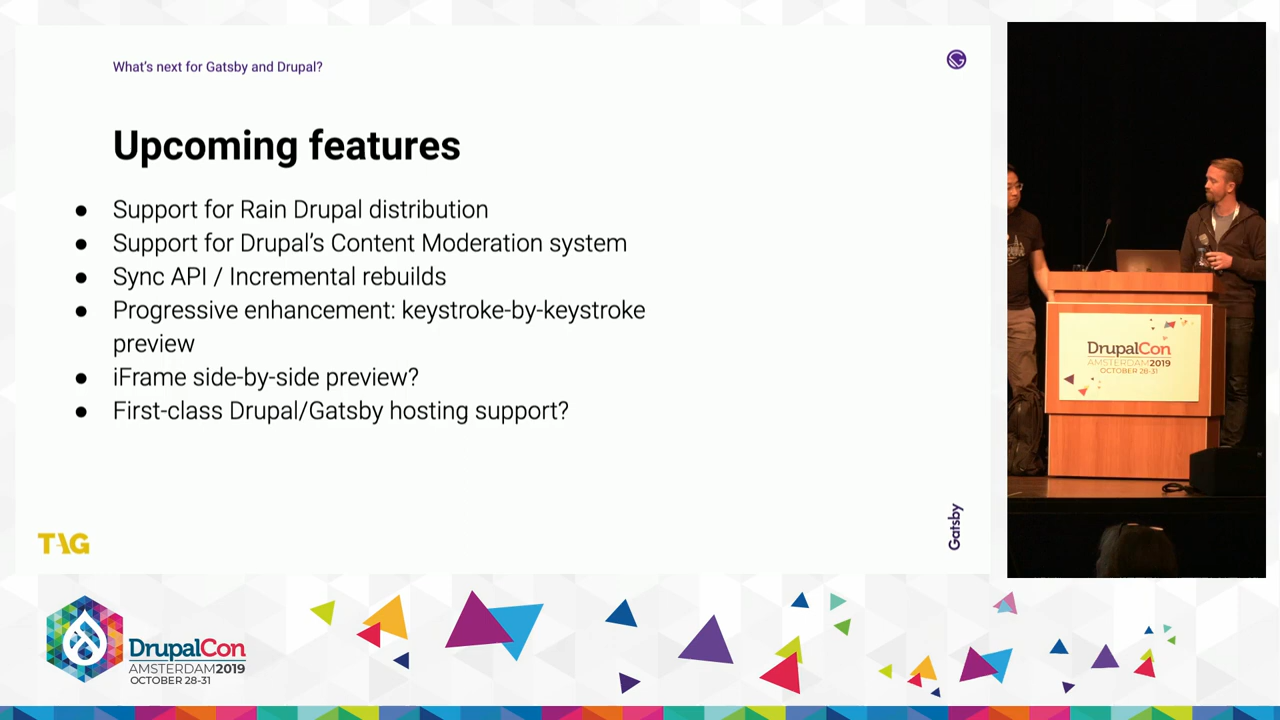 What's next for Gatsby and Drupal?
Upcoming features
● Support for Rain Drupal distribution
● Support for Drupal's Content Moderation system
● Sync API / Incremental rebuilds
● Progressive enhancement: keystroke-by-keystroke
preview
● iFrame side-by-side preview?
● First-class Drupal/Gatsby hosting support?
TAG
Gatsby
DrupalCon
AMSTERDAM2019
OCTOBER 28-31
DrupalCon
AMSTERDAM2019
OCTOBER 28-31